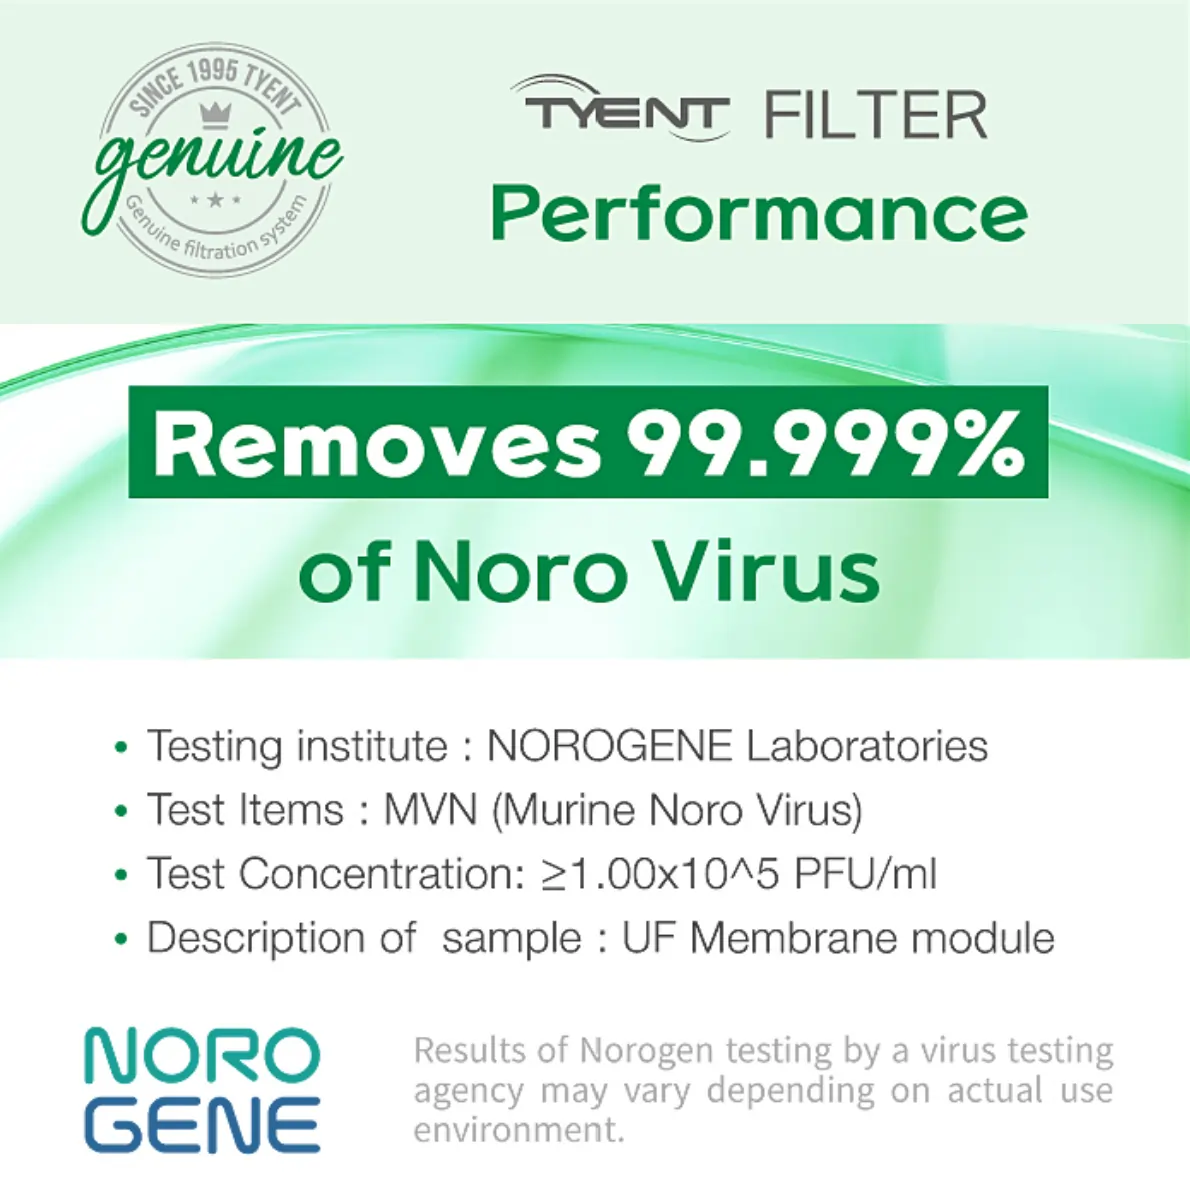 SINCE 1995 TYENT
genuine
Genuine filtration system
TYENT FILTER
Performance
Removes 99.999%
of Noro Virus
• Testing institute : NOROGENE Laboratories
• Test Items : MVN (Murine Noro Virus)
• Test Concentration: ≥1.00x10^5 PFU/ml
• Description of sample : UF Membrane module
NORO
GENE
Results of Norogen testing by a virus testing
agency may vary depending on actual use
environment.